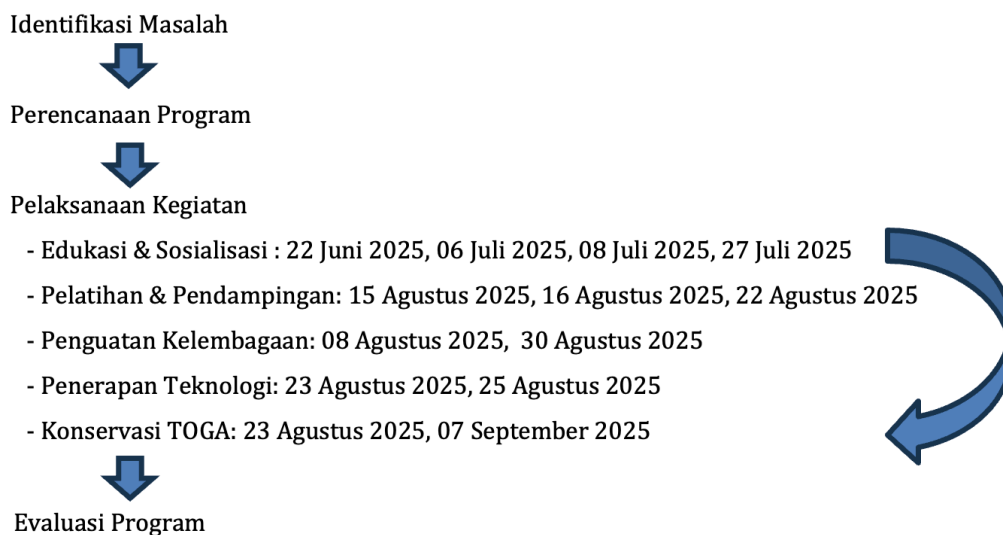 Identifikasi Masalah
Perencanaan Program
Pelaksanaan Kegiatan
- Edukasi & Sosialisasi : 22 Juni 2025, 06 Juli 2025, 08 Juli 2025, 27 Juli 2025
- Pelatihan & Pendampingan: 15 Agustus 2025, 16 Agustus 2025, 22 Agustus 2025
- Penguatan Kelembagaan: 08 Agustus 2025, 30 Agustus 2025
- Penerapan Teknologi: 23 Agustus 2025, 25 Agustus 2025
- Konservasi TOGA: 23 Agustus 2025, 07 September 2025
Evaluasi Program